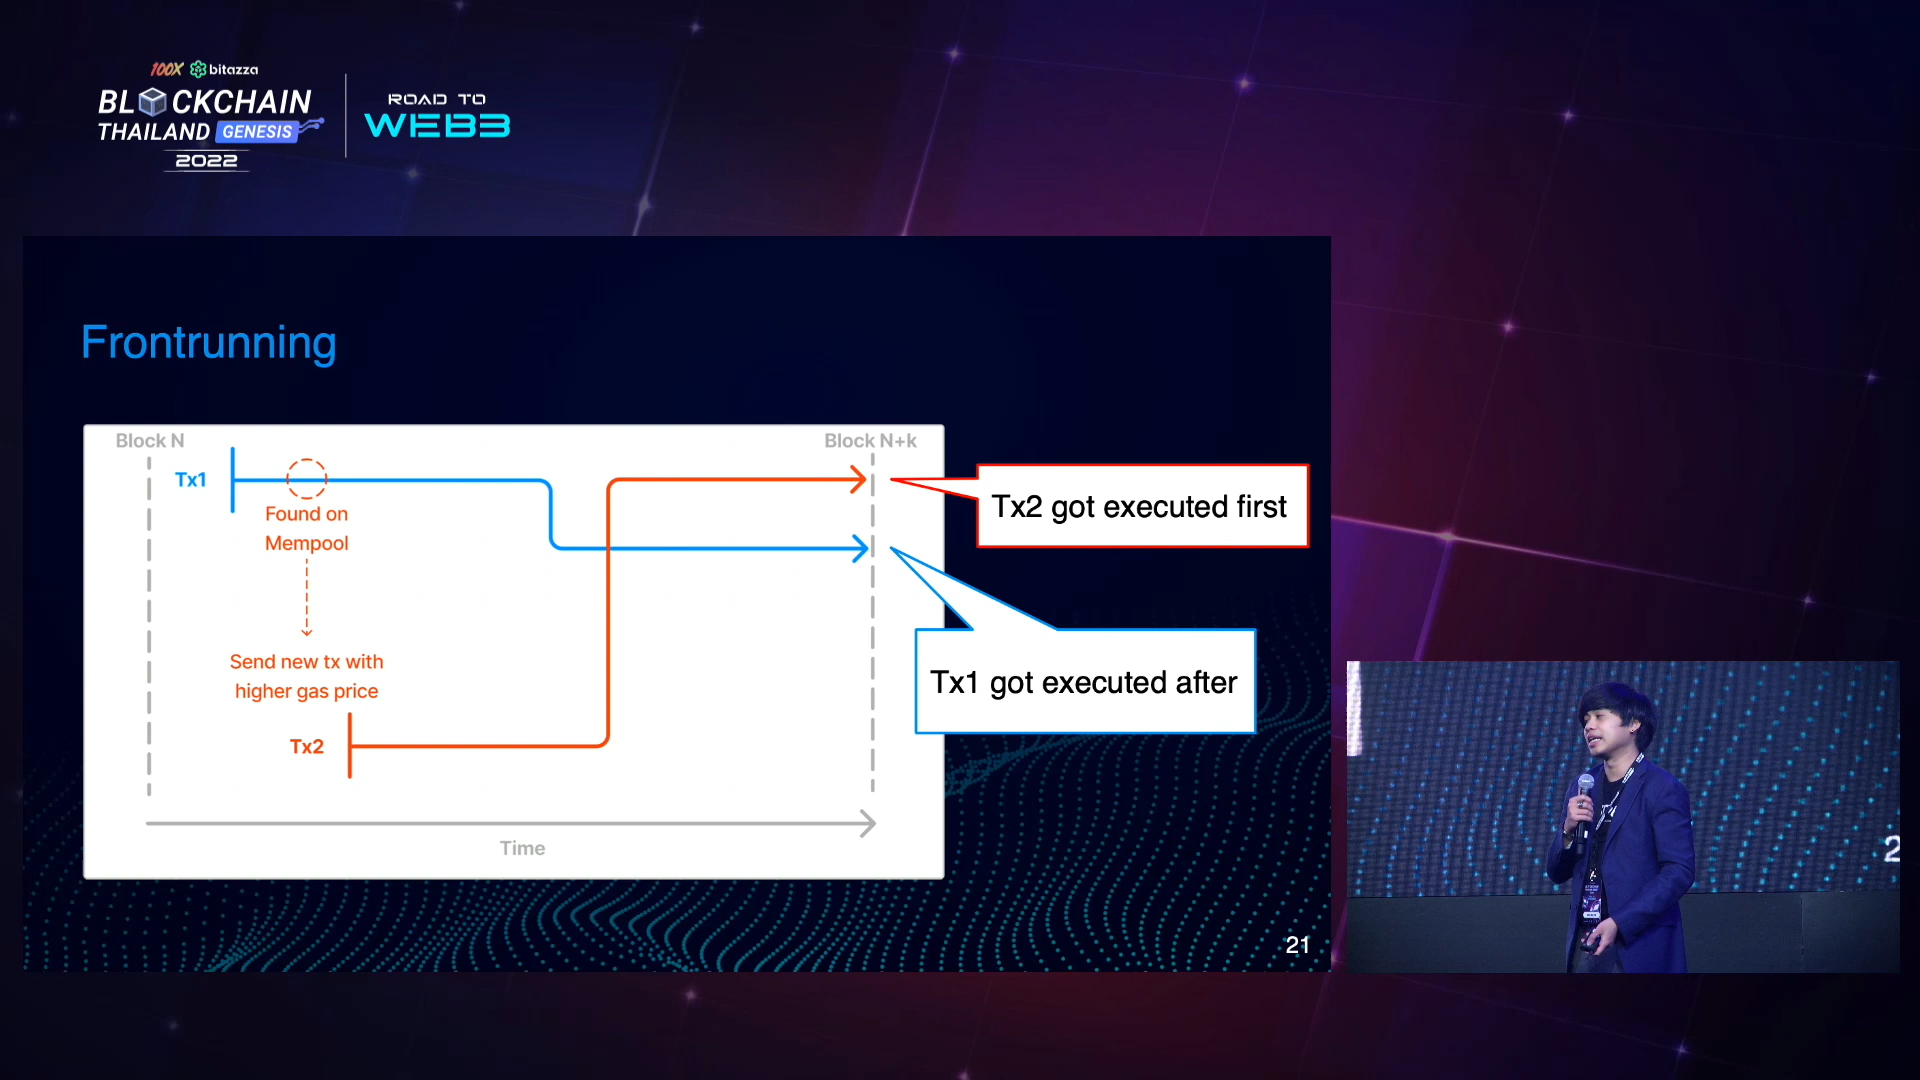 100X bitazza
BLOCKCHAIN
THAILAND GENESIS
2022
ROAD TO
WEB3
Frontrunning
Block N
Block N+k
Tx1
Found on
Mempool
Send new tx with
higher gas price
Tx2
Time
Tx2 got executed first
Tx1 got executed after
21
2